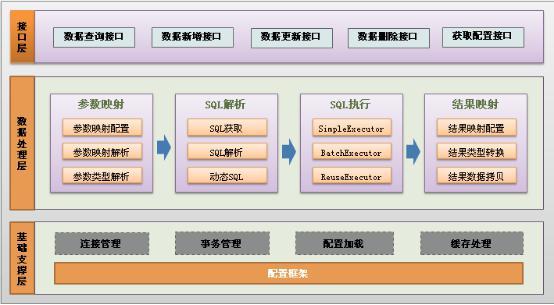 接口层
数据查询接口
数据新增接口
数据更新接口
数据删除接口
获取配置接口
数据处理层
参数映射
参数映射配置
参数映射解析
参数类型解析
SQL解析
SQL获取
SQL解析
动态SQL
SQL执行
SimpleExecutor
BatchExecutor
ReuseExecutor
结果映射
结果映射配置
结果类型转换
结果数据拷贝
基础支撑层
连接管理
事务管理
配置加载
缓存处理
配置框架